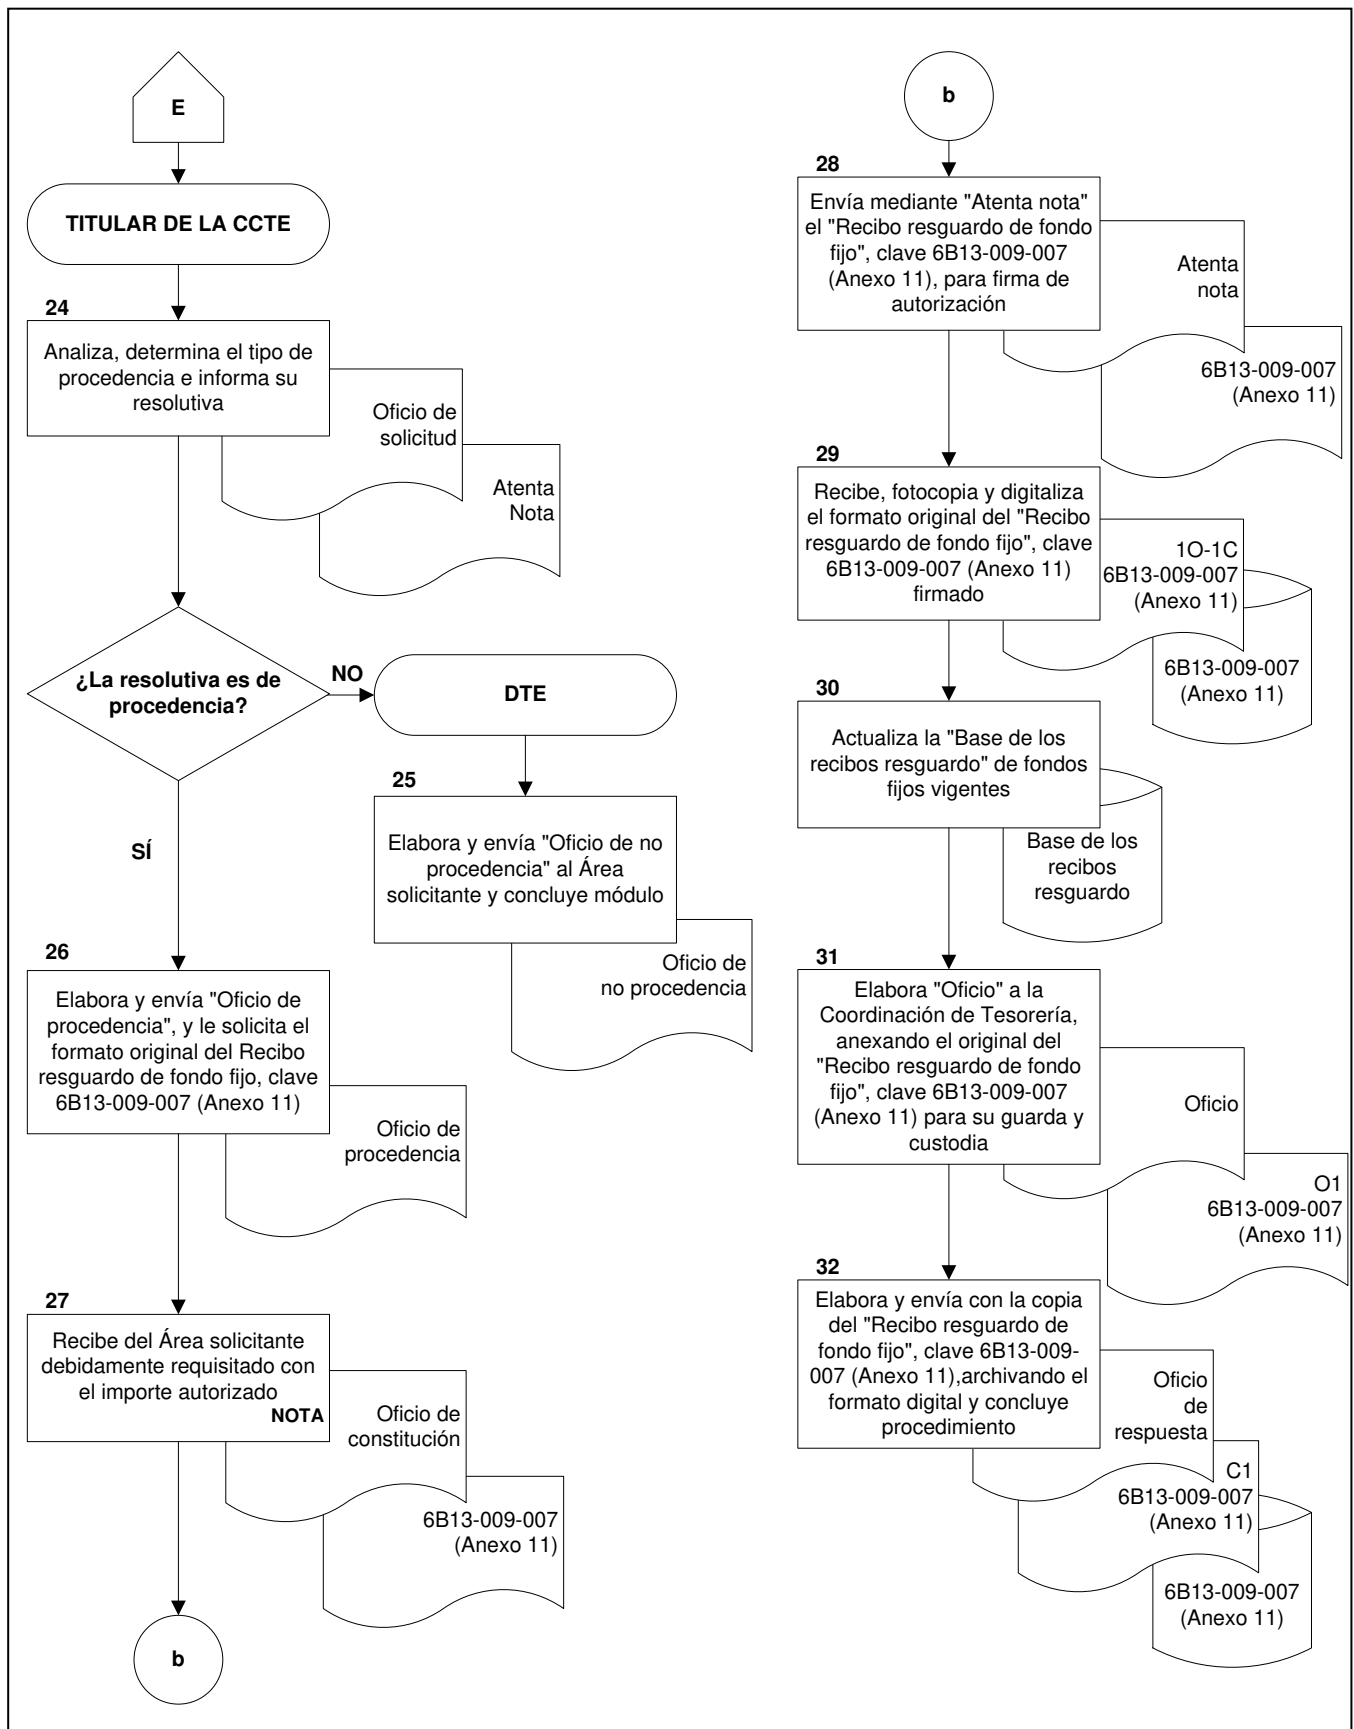 E
TITULAR DE LA CCTE
24
Analiza, determina el tipo de
procedencia e informa su
resolutiva
Oficio de
solicitud
Atenta
Nota
¿La resolutiva es de
procedencia?
NO
DTE
25
Elabora y envía "Oficio de no
procedencia" al Área
solicitante y concluye módulo
Oficio de
no procedencia
SÍ
26
Elabora y envía "Oficio de
procedencia", y le solicita el
formato original del Recibo
resguardo de fondo fijo, clave
6B13-009-007 (Anexo 11)
Oficio de
procedencia
27
Recibe del Área solicitante
debidamente requisitado con
el importe autorizado
NOTA
Oficio de
constitución
6B13-009-007
(Anexo 11)
b
b
28
Envía mediante "Atenta nota"
el "Recibo resguardo de fondo
fijo", clave 6B13-009-007
(Anexo 11), para firma de
autorización
Atenta
nota
6B13-009-007
(Anexo 11)
29
Recibe, fotocopia y digitaliza
el formato original del "Recibo
resguardo de fondo fijo", clave
6B13-009-007 (Anexo 11)
firmado
1O-1C
6B13-009-007
(Anexo 11)
6B13-009-007
(Anexo 11)
30
Actualiza la "Base de los
recibos resguardo" de fondos
fijos vigentes
Base de los
recibos
resguardo
31
Elabora "Oficio" a la
Coordinación de Tesorería,
anexando el original del
"Recibo resguardo de fondo
fijo", clave 6B13-009-007
(Anexo 11) para su guarda y
custodia
Oficio
O1
6B13-009-007
(Anexo 11)
32
Elabora y envía con la copia
del "Recibo resguardo de
fondo fijo", clave 6B13-009-
007 (Anexo 11),archivando el
formato digital y concluye
procedimiento
Oficio
de
respuesta
C1
6B13-009-007
(Anexo 11)
6B13-009-007
(Anexo 11)